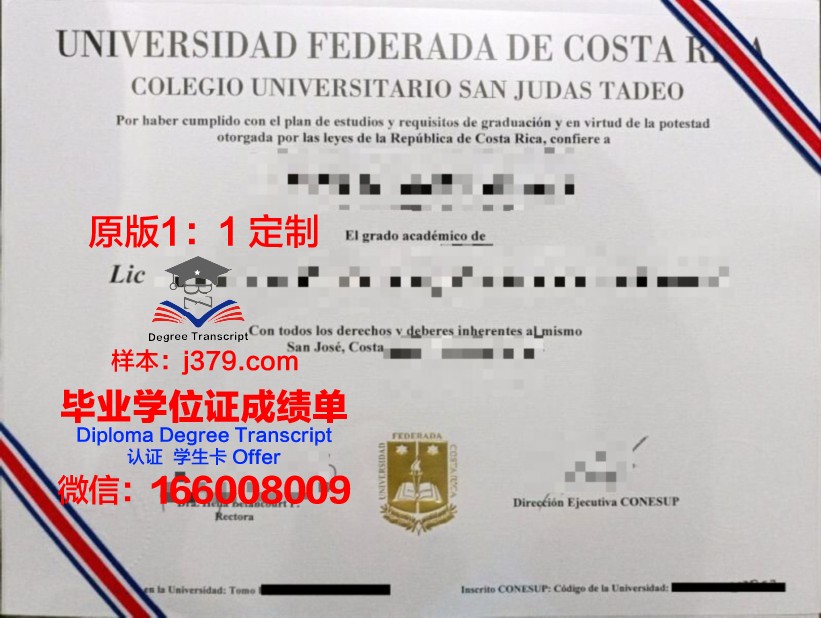 UNIVERSIDAD FEDERADA DE COSTA RICA
COLEGIO UNIVERSITARIO SAN JUDAS TADEO
Por haber cumplido con el plan de estudios y requisitos de graduación y en virtud de la potestad
otorgada por las leyes de la República de Costa Rica, confiere a
原版1：1 定制
El grado académico de
Lic
Degree Transcript
Con todos los derechos y deberes inherentes al mismo
San José, Costa
样本：j379.com
毕业学位证成绩单
Diploma Degree Transcript
认证 学生卡 Offer
微信：166008009
UNIVERSIDAD FEDERADA COSTA RICA
Dra.
Rectora
Dirección Ejecutiva CONESUP
en la Universidad: Tomo
Inscrito CONESUP: Código de la Universidad: